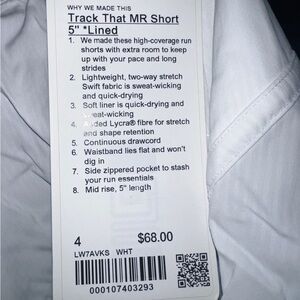 WHY WE MADE THIS
Track That MR Short
5" *Lined
1. We made these high-coverage run
shorts with extra room to keep
up with your pace and long
strides
2. Lightweight, two-way stretch
Swift fabric is sweat-wicking
and quick-drying
3. Soft liner is quick-drying and
sweat-wicking
4. Added Lycra® fibre for stretch
and shape retention
5. Continuous drawcord
6. Waistband lies flat and won't
dig in
7. Side zippered pocket to stash
your run essentials
8. Mid rise, 5" length
4 $68.00
LW7AVKS WHT
000107403293